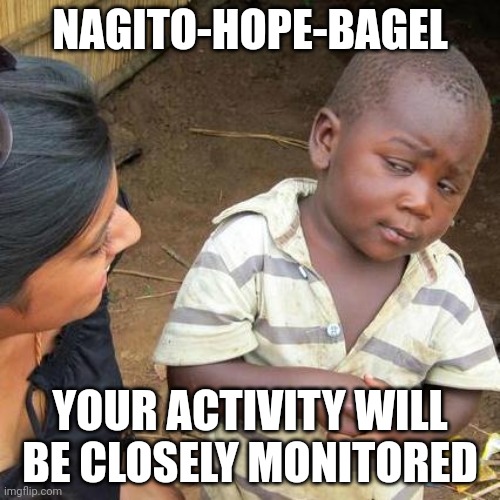 NAGITO-HOPE-BAGEL
YOUR ACTIVITY WILL
BE CLOSELY MONITORED
imgflip.com